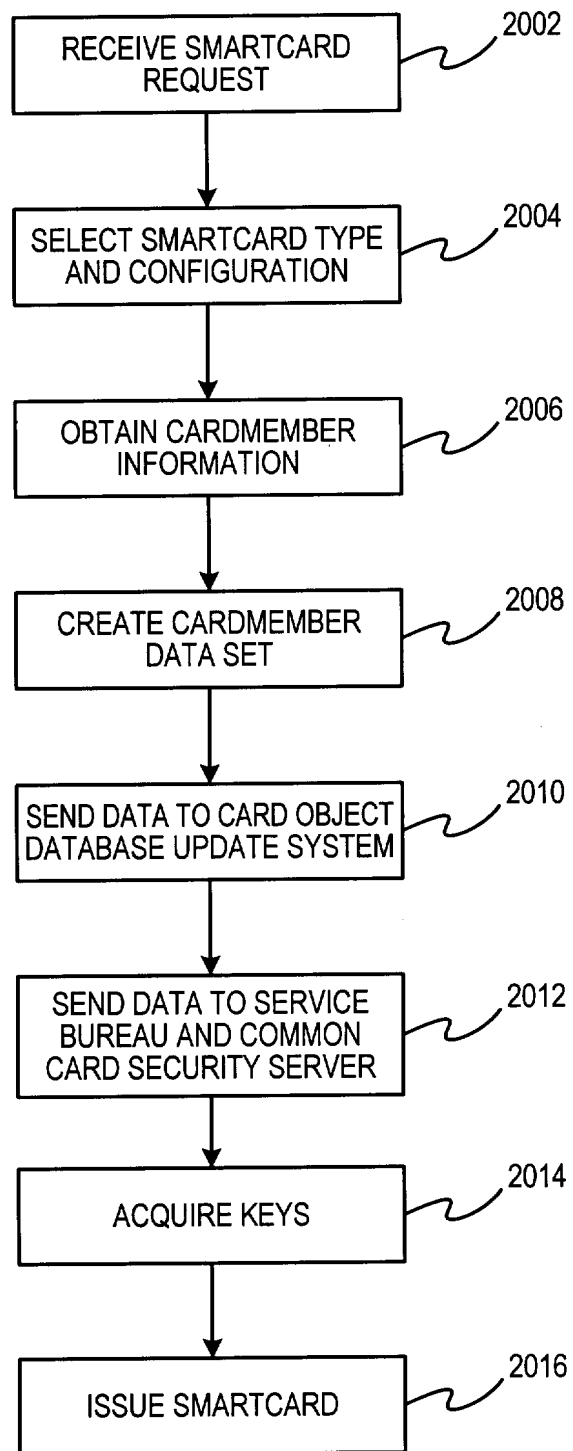 RECEIVE SMARTCARD
REQUEST
2002
SELECT SMARTCARD TYPE
AND CONFIGURATION
2004
OBTAIN CARDMEMBER
INFORMATION
2006
CREATE CARDMEMBER
DATA SET
2008
SEND DATA TO CARD OBJECT
DATABASE UPDATE SYSTEM
2010
SEND DATA TO SERVICE
BUREAU AND COMMON
CARD SECURITY SERVER
2012
ACQUIRE KEYS
2014
ISSUE SMARTCARD
2016